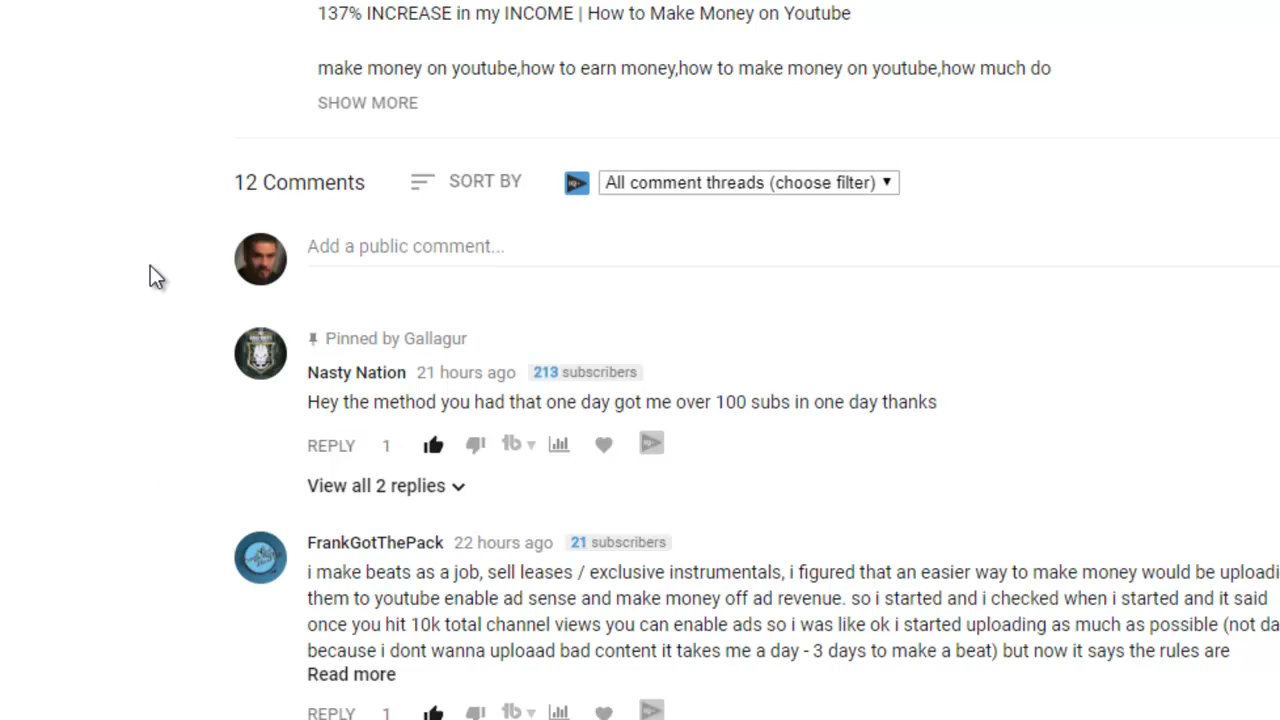 137% INCREASE in my INCOME | How to Make Money on Youtube
make money on youtube,how to earn money,how to make money on youtube,how much do
SHOW MORE
12 Comments SORT BY All comment threads (choose filter) ▼
Add a public comment...
Pinned by Gallagur
Nasty Nation 21 hours ago 213 subscribers
Hey the method you had that one day got me over 100 subs in one day thanks
REPLY 1
View all 2 replies
FrankGotThePack 22 hours ago 21 subscribers
i make beats as a job, sell leases / exclusive instrumentals, i figured that an easier way to make money would be uploadi
them to youtube enable ad sense and make money off ad revenue. so i started and i checked when i started and it said
once you hit 10k total channel views you can enable ads so i was like ok i started uploading as much as possible (not da
because i dont wanna uploaad bad content it takes me a day - 3 days to make a beat) but now it says the rules are
Read more
REPLY 1